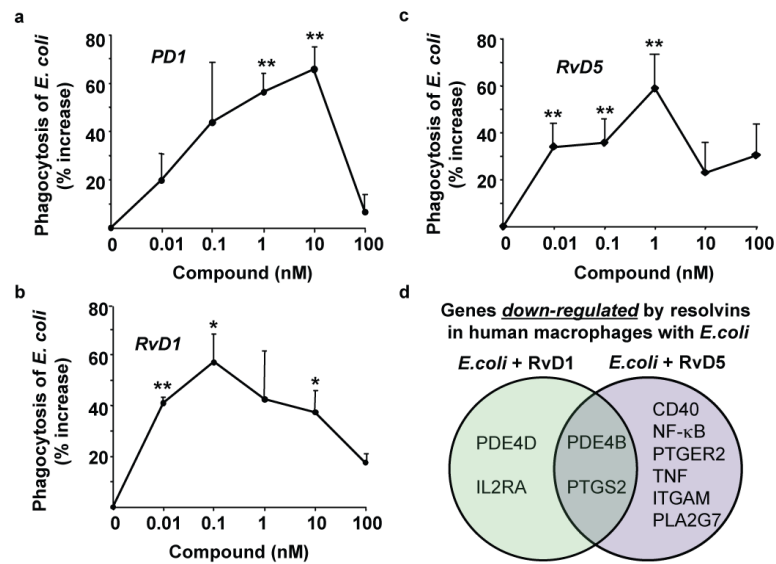 a
PD1
Phagocytosis of E. coli
(% increase)
80
60
40
20
**
**
0
0.01
0.1
1
10
100
Compound (nM)
b
RvD1
Phagocytosis of E. coli
(% increase)
80
60
40
20
**
*
*
0
0.01
0.1
1
10
100
Compound (nM)
c
RvD5
Phagocytosis of E. coli
(% increase)
80
60
40
20
**
**
**
0
0
0.01
0.1
1
10
100
Compound (nM)
d
Genes down-regulated by resolvins
in human macrophages with E.coli
E.coli + RvD1
E.coli + RvD5
PDE4D
IL2RA
PDE4B
PTGS2
CD40
NF-κB
PTGER2
TNF
ITGAM
PLA2G7